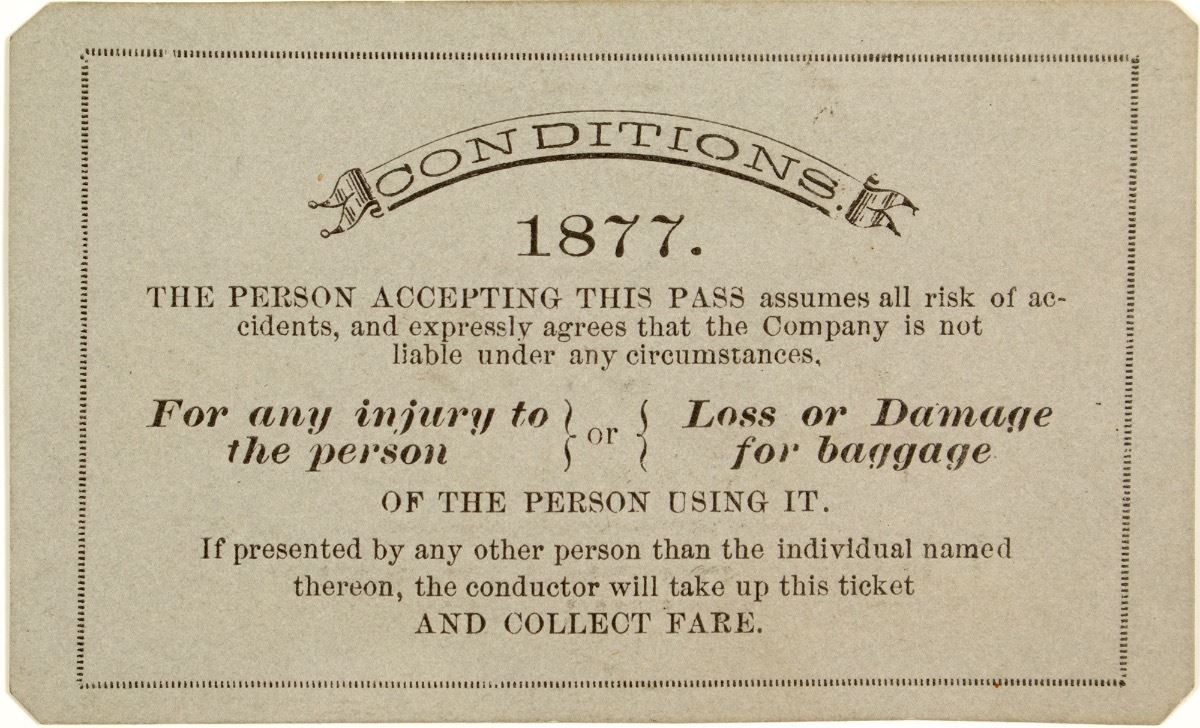 CONDITIONS.
1877.
THE PERSON ACCEPTING THIS PASS assumes all risk of ac-
cidents, and expressly agrees that the Company is not
liable under any circumstances,
For any injury to } or { Loss or Damage
the person for baggage
OF THE PERSON USING IT.
If presented by any other person than the individual named
thereon, the conductor will take up this ticket
AND COLLECT FARE.